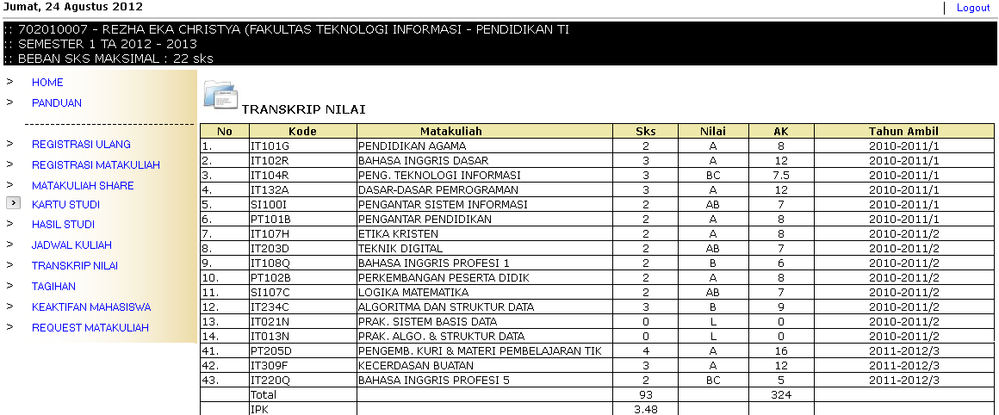 Jumat, 24 Agustus 2012
| Logout
:: 702010007 - REZHA EKA CHRISTYA (FAKULTAS TEKNOLOGI INFORMASI - PENDIDIKAN TI
:: SEMESTER 1 TA 2012 - 2013
:: BEBAN SKS MAKSIMAL : 22 sks
> HOME
> PANDUAN
> REGISTRASI ULANG
> REGISTRASI MATAKULIAH
> MATAKULIAH SHARE
> KARTU STUDI
> HASIL STUDI
> JADWAL KULIAH
> TRANSKRIP NILAI
> TAGIHAN
> KEAKTIFAN MAHASISWA
> REQUEST MATAKULIAH
TRANSKRIP NILAI
No Kode Matakuliah Sks Nilai AK Tahun Ambil
1. IT101G PENDIDIKAN AGAMA 2 A 8 2010-2011/1
2. IT102R BAHASA INGGRIS DASAR 3 A 12 2010-2011/1
3. IT104R PENG. TEKNOLOGI INFORMASI 3 BC 7.5 2010-2011/1
4. IT132A DASAR-DASAR PEMROGRAMAN 3 A 12 2010-2011/1
5. SI100I PENGANTAR SISTEM INFORMASI 2 AB 7 2010-2011/1
6. PT101B PENGANTAR PENDIDIKAN 2 A 8 2010-2011/1
7. IT107H ETIKA KRISTEN 2 A 8 2010-2011/2
8. IT203D TEKNIK DIGITAL 2 AB 7 2010-2011/2
9. IT108Q BAHASA INGGRIS PROFESI 1 2 B 6 2010-2011/2
10. PT102B PERKEMBANGAN PESERTA DIDIK 2 A 8 2010-2011/2
11. SI107C LOGIKA MATEMATIKA 2 AB 7 2010-2011/2
12. IT234C ALGORITMA DAN STRUKTUR DATA 3 B 9 2010-2011/2
13. IT021N PRAK. SISTEM BASIS DATA 0 L 0 2010-2011/2
14. IT013N PRAK. ALGO. & STRUKTUR DATA 0 L 0 2010-2011/2
41. PT205D PENGEMB. KURI & MATERI PEMBELAJARAN TIK 4 A 16 2011-2012/3
42. IT309F KECERDASAN BUATAN 3 A 12 2011-2012/3
43. IT220Q BAHASA INGGRIS PROFESI 5 2 BC 5 2011-2012/3
Total 93 324
IPK 3.48